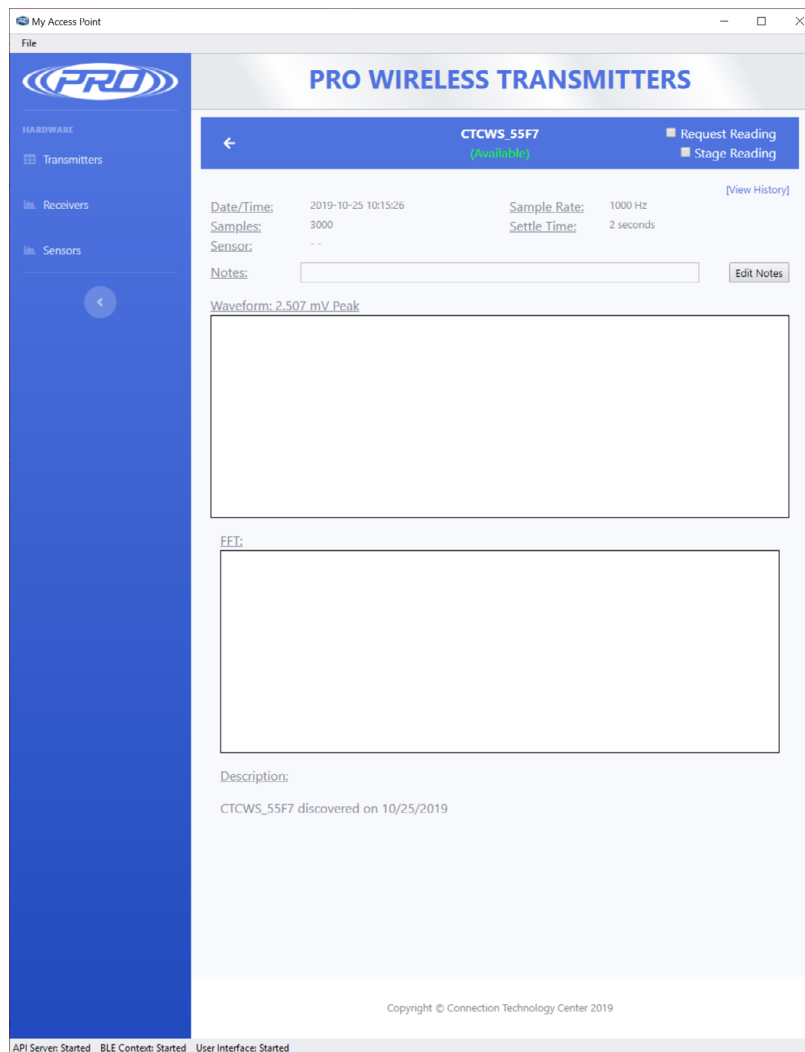 My Access Point
File
PRO
PRO WIRELESS TRANSMITTERS
HARDWARE
Transmitters
Receivers
Sensors
CTCWS_55F7
(Available)
Request Reading
Stage Reading
[View History]
Date/Time: 2019-10-25 10:15:26 Sample Rate: 1000 Hz
Samples: 3000 Settle Time: 2 seconds
Sensor: - -
Notes: Edit Notes
Waveform: 2.507 mV Peak
FFT:
Description:
CTCWS_55F7 discovered on 10/25/2019
Copyright © Connection Technology Center 2019
API Server: Started BLE Context: Started User Interface: Started